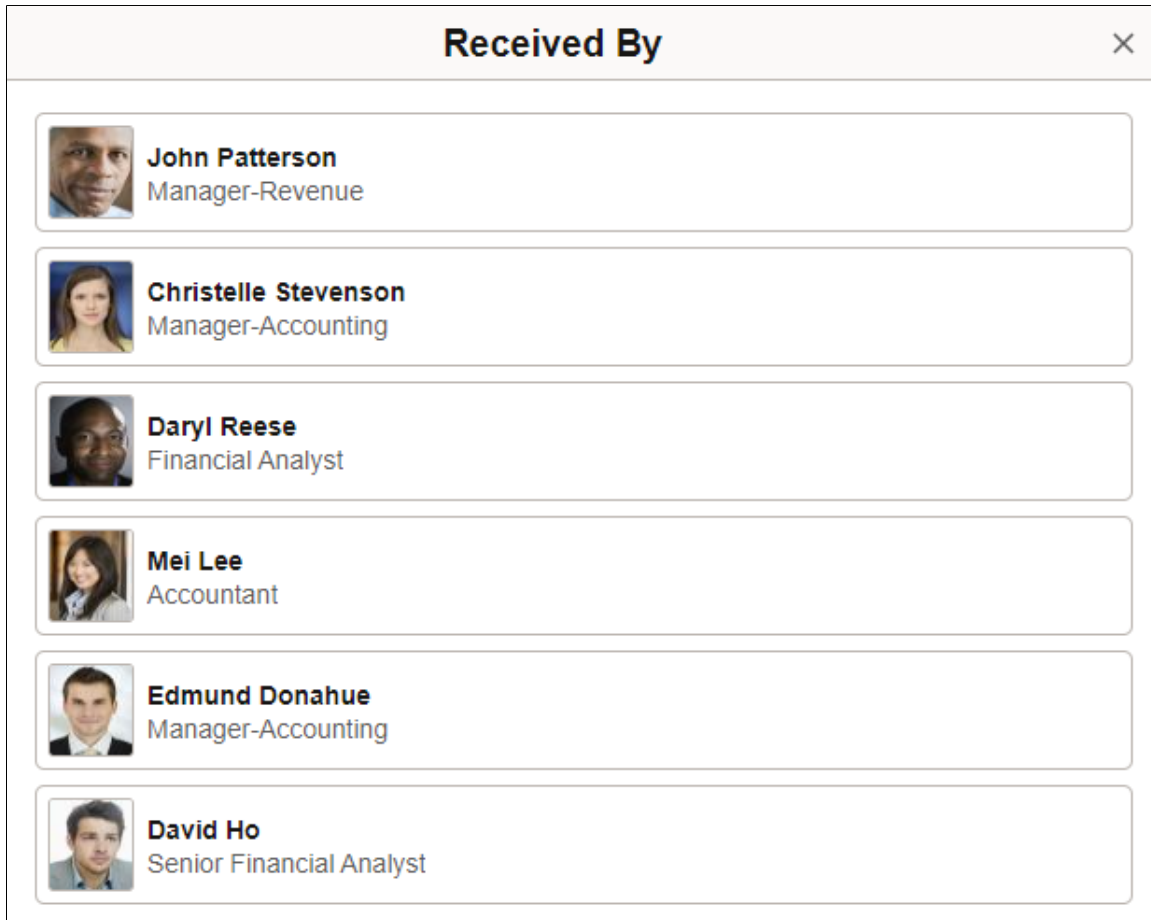 Received By
John Patterson
Manager-Revenue
Christelle Stevenson
Manager-Accounting
Daryl Reese
Financial Analyst
Mei Lee
Accountant
Edmund Donahue
Manager-Accounting
David Ho
Senior Financial Analyst